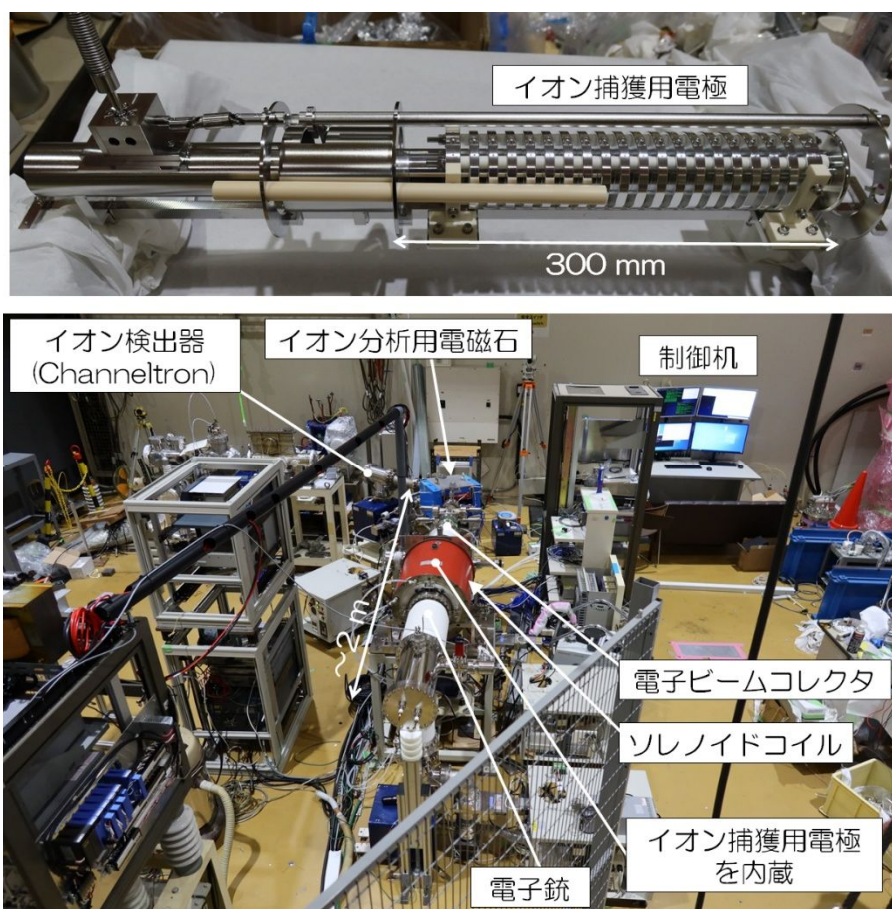 イオン捕獲用電極
300 mm
イオン検出器
(Channeltron)
イオン分析用電磁石
制御机
~2 m
電子ビームコレクタ
ソレノイドコイル
イオン捕獲用電極
を内蔵
電子銃